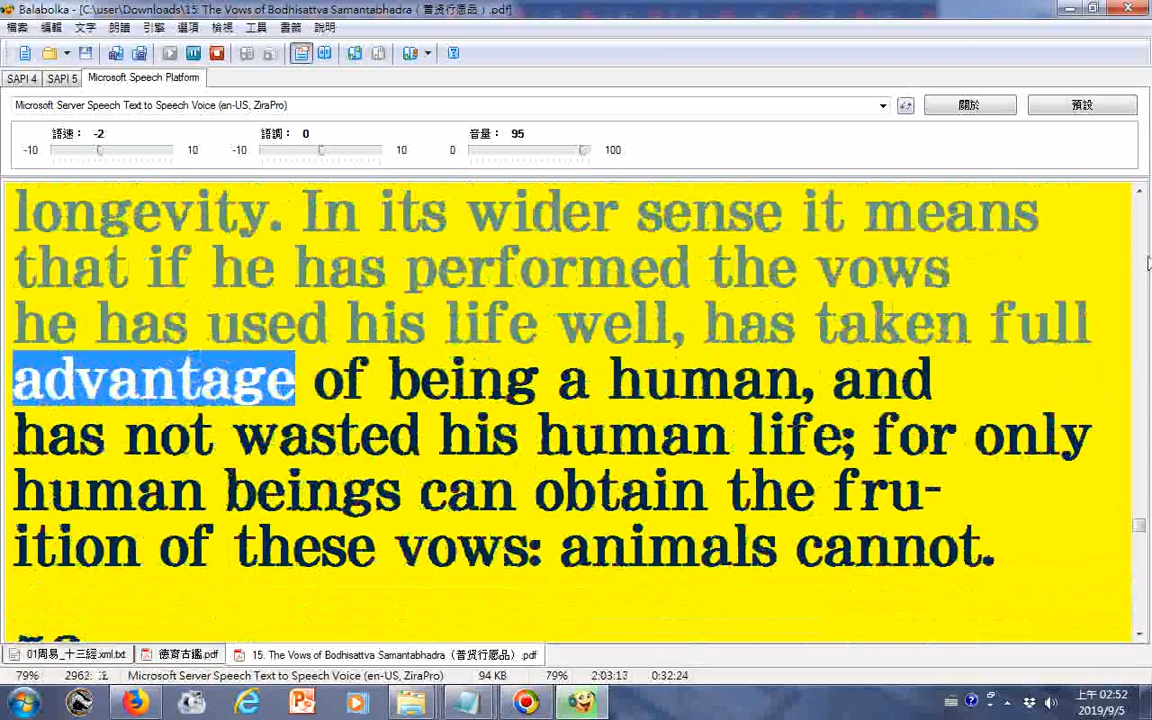 Balabolka - [C:\user\Downloads\15. The Vows of Bodhisattva Samantabhadra ( 普贤行愿品 ) .pdf]
檔案 編輯 文字 朗讀 引擎 選項 檢視 工具 書籤 說明
SAPI 4 SAPI 5 Microsoft Speech Platform
Microsoft Server Speech Text to Speech Voice (en-US, ZiraPro) 關於 預設
語速： -2 語調： 0 音量： 95
-10 10 -10 10 0 100
longevity. In its wider sense it means
that if he has performed the vows
he has used his life well, has taken full
advantage of being a human, and
has not wasted his human life; for only
human beings can obtain the fru-
ition of these vows: animals cannot.
01周易_十三經.xml.txt 德育古鑑.pdf 15. The Vows of Bodhisattva Samantabhadra ( 普贤行愿品 ) .pdf
79% 2962: Microsoft Server Speech Text to Speech Voice (en-US, ZiraPro) 94 KB 79% 2:03:13 0:32:24
上午 02:52
2019/9/5